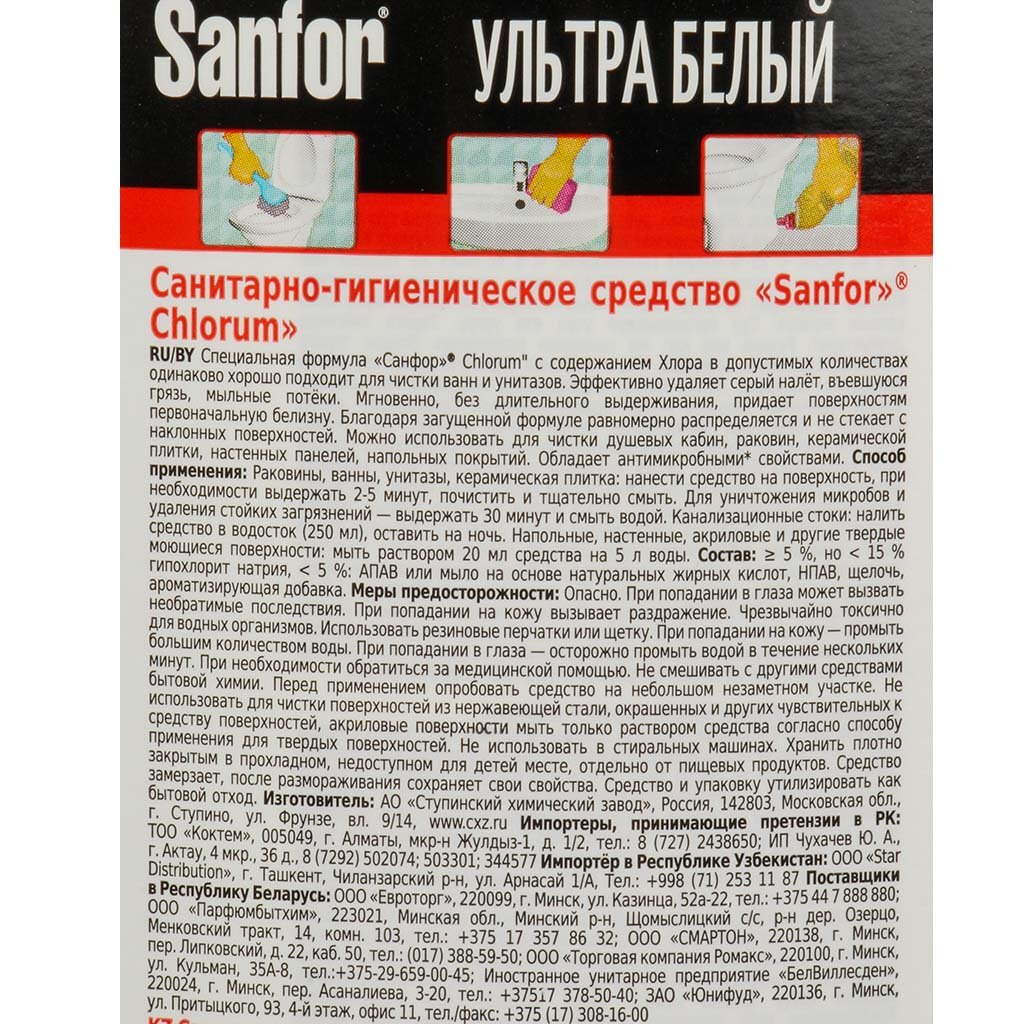 Sanfor® УЛЬТРА БЕЛЫЙ
Санитарно-гигиеническое средство «Sanfor»®
Chlorum»
RU/BY Специальная формула «Санфор»® Chlorum" с содержанием Хлора в допустимых количествах
одинаково хорошо подходит для чистки ванн и унитазов. Эффективно удаляет серый налёт, въевшуюся
грязь, мыльные потёки. Мгновенно, без длительного выдерживания, придает поверхностям
первоначальную белизну. Благодаря загущенной формуле равномерно распределяется и не стекает с
наклонных поверхностей. Можно использовать для чистки душевых кабин, раковин, керамической
плитки, настенных панелей, напольных покрытий. Обладает антимикробными* свойствами. Способ
применения: Раковины, ванны, унитазы, керамическая плитка: нанести средство на поверхность, при
необходимости выдержать 2-5 минут, почистить и тщательно смыть. Для уничтожения микробов и
удаления стойких загрязнений — выдержать 30 минут и смыть водой. Канализационные стоки: налить
средство в водосток (250 мл), оставить на ночь. Напольные, настенные, акриловые и другие твердые
моющиеся поверхности: мыть раствором 20 мл средства на 5 л воды. Состав: ≥ 5 %, но < 15 %
гипохлорит натрия, < 5 %: АПАВ или мыло на основе натуральных жирных кислот, НПАВ, щелочь,
ароматизирующая добавка. Меры предосторожности: Опасно. При попадании в глаза может вызвать
необратимые последствия. При попадании на кожу вызывает раздражение. Чрезвычайно токсично
для водных организмов. Использовать резиновые перчатки или щетку. При попадании на кожу — промыть
большим количеством воды. При попадании в глаза — осторожно промыть водой в течение нескольких
минут. При необходимости обратиться за медицинской помощью. Не смешивать с другими средствами
бытовой химии. Перед применением опробовать средство на небольшом незаметном участке. Не
использовать для чистки поверхностей из нержавеющей стали, окрашенных и других чувствительных к
средству поверхностей, акриловые поверхности мыть только раствором средства согласно способу
применения для твердых поверхностей. Не использовать в стиральных машинах. Хранить плотно
закрытым в прохладном, недоступном для детей месте, отдельно от пищевых продуктов. Средство
замерзает, после размораживания сохраняет свои свойства. Средство и упаковку утилизировать как
бытовой отход. Изготовитель: АО «Ступинский химический завод», Россия, 142803, Московская обл.,
г. Ступино, ул. Фрунзе, вл. 9/14, www.cxz.ru Импортеры, принимающие претензии в РК:
ТОО «Коктем», 005049, г. Алматы, мкр-н Жулдыз-1, д. 1/2, тел.: 8 (727) 2438650; ИП Чухачев Ю. А.,
г. Актау, 4 мкр., 36 д., 8 (7292) 502074; 503301; 344577 Импортёр в Республике Узбекистан: ООО «Star
Distribution», г. Ташкент, Чиланзарский р-н, ул. Арнасай 1/А, Тел.: +998 (71) 253 11 87 Поставщики
в Республику Беларусь: ООО «Евроторг», 220099, г. Минск, ул. Казинца, 52а-22, тел.: +375 44 7 888 880;
ООО «Парфюмбытхим», 223021, Минская обл., Минский р-н, Щомыслицкий с/с, р-н дер. Озерцо,
Менковский тракт, 14, комн. 103, тел.: +375 17 357 86 32; ООО «СМАРТОН», 220138, г. Минск,
пер. Липковский, д. 22, каб. 50, тел.: (017) 388-59-50; ООО «Торговая компания Ромакс», 220100, г. Минск,
ул. Кульман, 35А-8, тел.:+375-29-659-00-45; Иностранное унитарное предприятие «БелВиллесден»,
220024, г. Минск, пер. Асаналиева, 3-20, тел.: +37517 378-50-40; ЗАО «Юнифуд», 220136, г. Минск,
ул. Притыцкого, 93, 4-й этаж, офис 11, тел./факс: +375 (17) 308-16-00